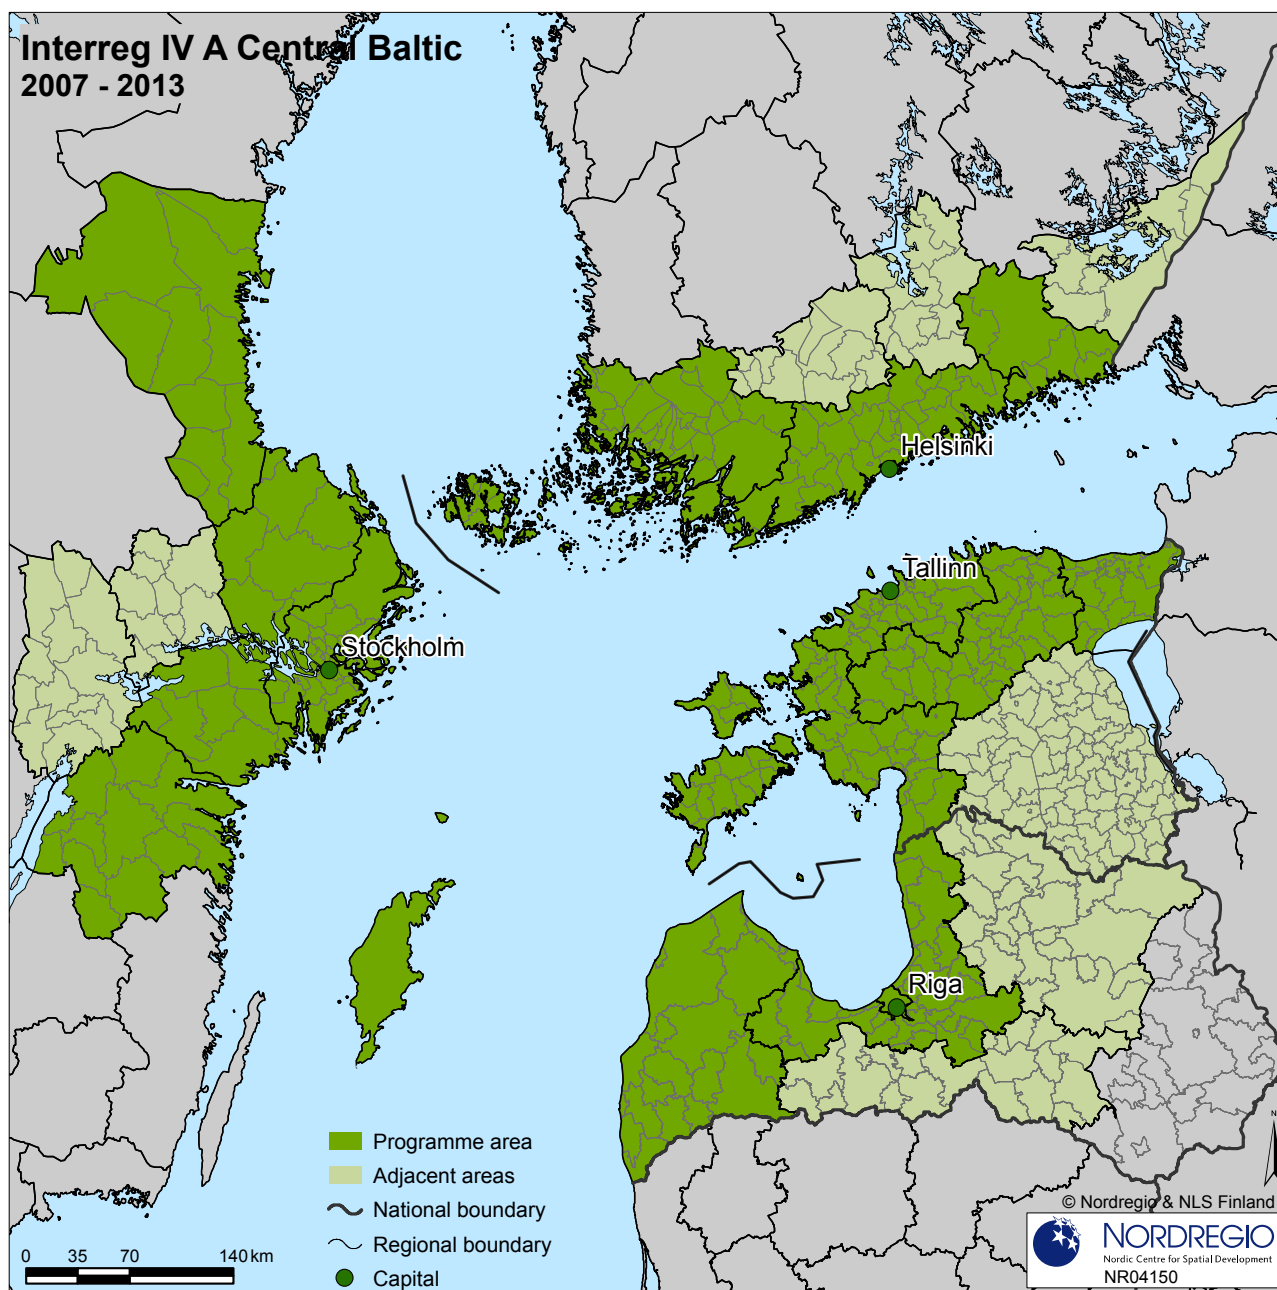 Interreg IV A Central Baltic
2007 - 2013
Helsinki
Tallinn
Stockholm
Riga
Programme area
Adjacent areas
National boundary
Regional boundary
Capital
0 35 70 140 km
N
© Nordregio & NLS Finland
NORDREGIO
Nordic Centre for Spatial Development
NR04150